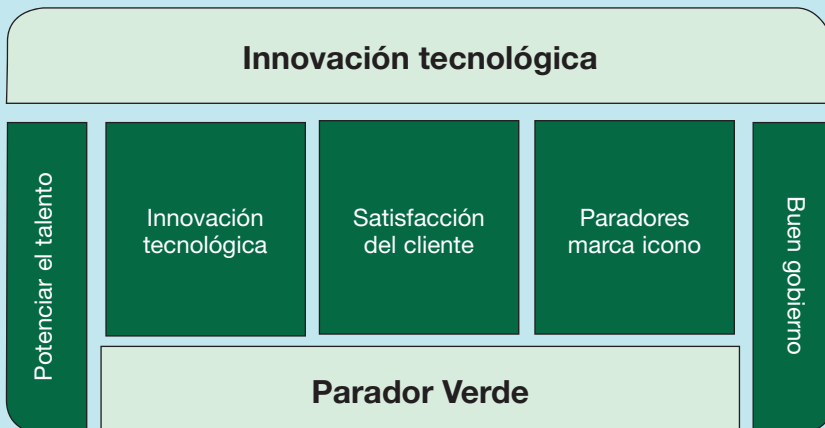 Innovación tecnológica
Potenciar el talento
Innovación
tecnológica
Satisfacción
del cliente
Paradores
marca icono
Buen gobierno
Parador Verde